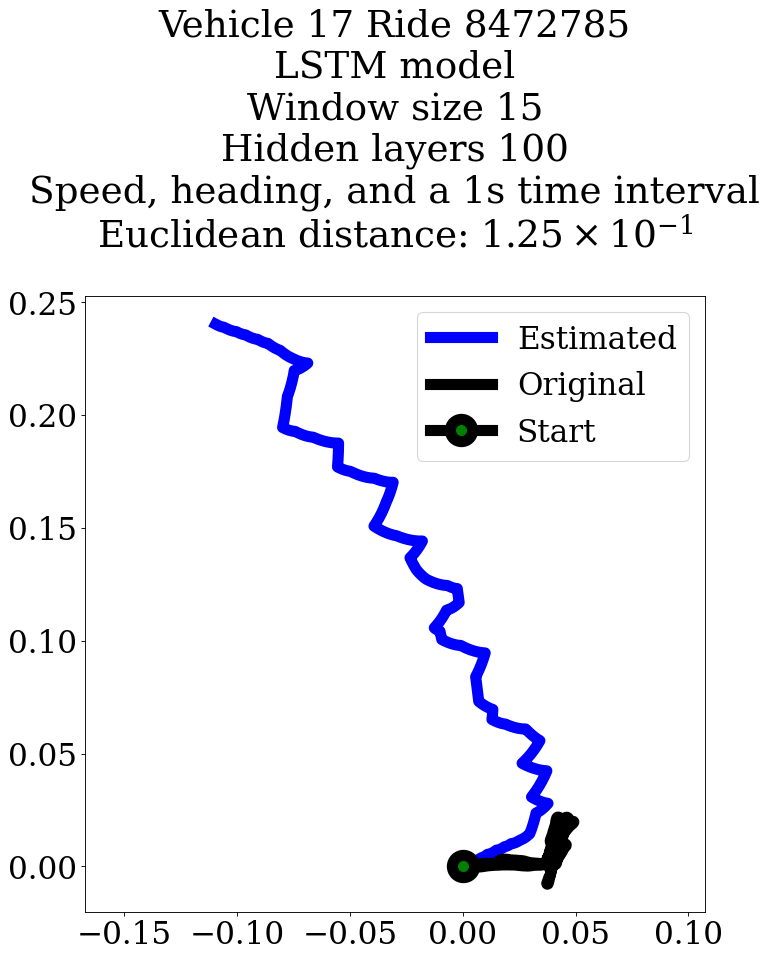 Vehicle 17 Ride 8472785
LSTM model
Window size 15
Hidden layers 100
Speed, heading, and a 1s time interval
Euclidean distance: 1.25 × 10⁻¹
Estimated
Original
Start
0.25
0.20
0.15
0.10
0.05
0.00
−0.15 −0.10 −0.05 0.00 0.05 0.10